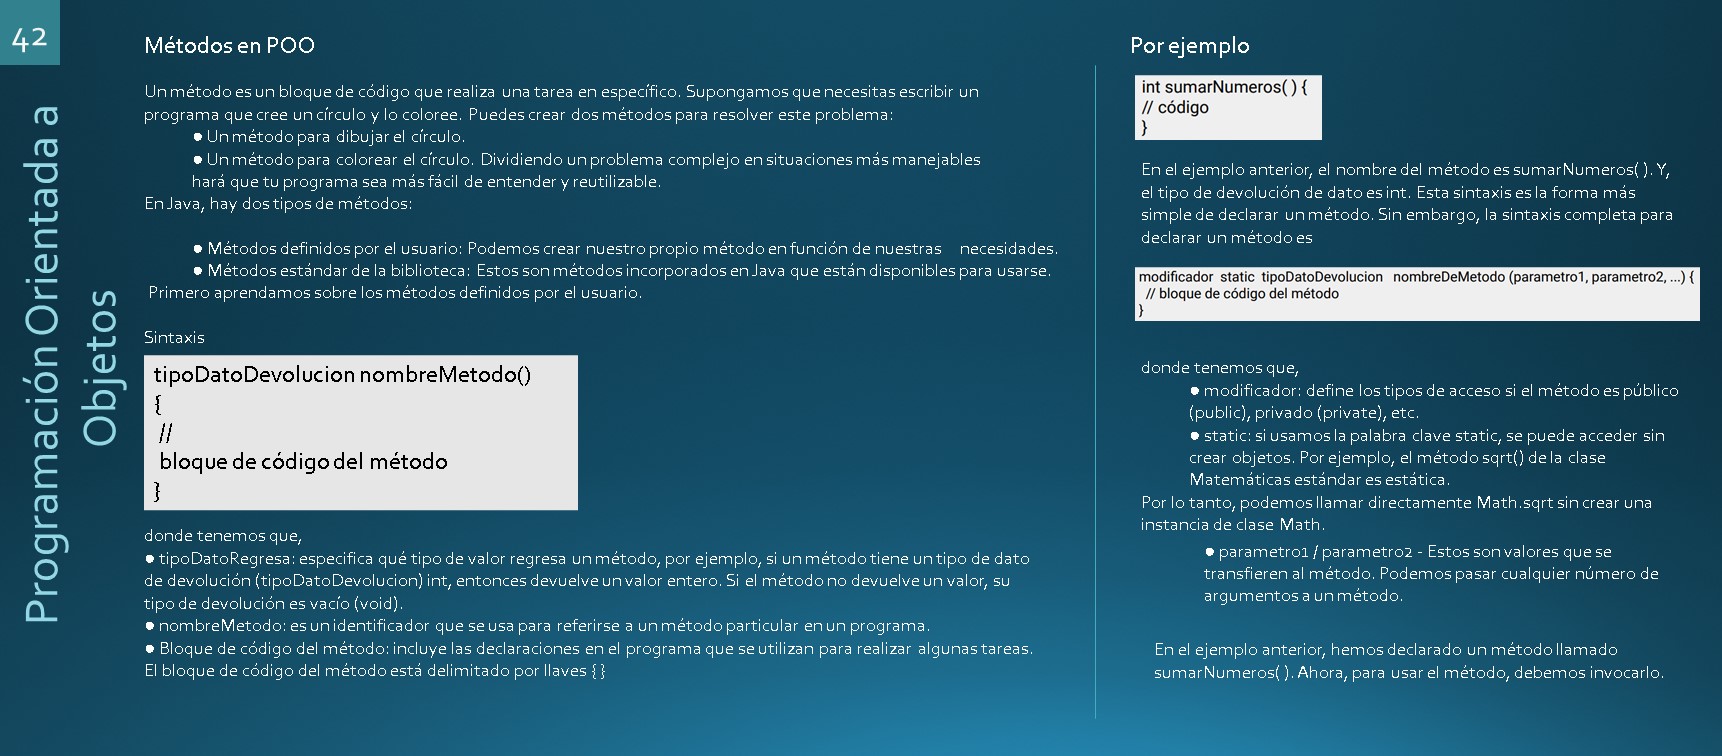 42
Programación Orientada a
Objetos
Métodos en POO
Un método es un bloque de código que realiza una tarea en específico. Supongamos que necesitas escribir un
programa que cree un círculo y lo coloree. Puedes crear dos métodos para resolver este problema:
● Un método para dibujar el círculo.
● Un método para colorear el círculo. Dividiendo un problema complejo en situaciones más manejables
hará que tu programa sea más fácil de entender y reutilizable.
En Java, hay dos tipos de métodos:
● Métodos definidos por el usuario: Podemos crear nuestro propio método en función de nuestras necesidades.
● Métodos estándar de la biblioteca: Estos son métodos incorporados en Java que están disponibles para usarse.
Primero aprendamos sobre los métodos definidos por el usuario.
Sintaxis
tipoDatoDevolucion nombreMetodo()
{
//
bloque de código del método
}
donde tenemos que,
● tipoDatoRegresa: especifica qué tipo de valor regresa un método, por ejemplo, si un método tiene un tipo de dato
de devolución (tipoDatoDevolucion) int, entonces devuelve un valor entero. Si el método no devuelve un valor, su
tipo de devolución es vacío (void).
● nombreMetodo: es un identificador que se usa para referirse a un método particular en un programa.
● Bloque de código del método: incluye las declaraciones en el programa que se utilizan para realizar algunas tareas.
El bloque de código del método está delimitado por llaves { }
Por ejemplo
int sumarNumeros( ) {
// código
}
En el ejemplo anterior, el nombre del método es sumarNumeros( ). Y,
el tipo de devolución de dato es int. Esta sintaxis es la forma más
simple de declarar un método. Sin embargo, la sintaxis completa para
declarar un método es
modificador static tipoDatoDevolucion nombreDeMetodo (parametro1, parametro2, ...) {
// bloque de código del método
}
donde tenemos que,
● modificador: define los tipos de acceso si el método es público
(public), privado (private), etc.
● static: si usamos la palabra clave static, se puede acceder sin
crear objetos. Por ejemplo, el método sqrt() de la clase
Matemáticas estándar es estática.
Por lo tanto, podemos llamar directamente Math.sqrt sin crear una
instancia de clase Math.
● parametro1 / parametro2 - Estos son valores que se
transfieren al método. Podemos pasar cualquier número de
argumentos a un método.
En el ejemplo anterior, hemos declarado un método llamado
sumarNumeros( ). Ahora, para usar el método, debemos invocarlo.